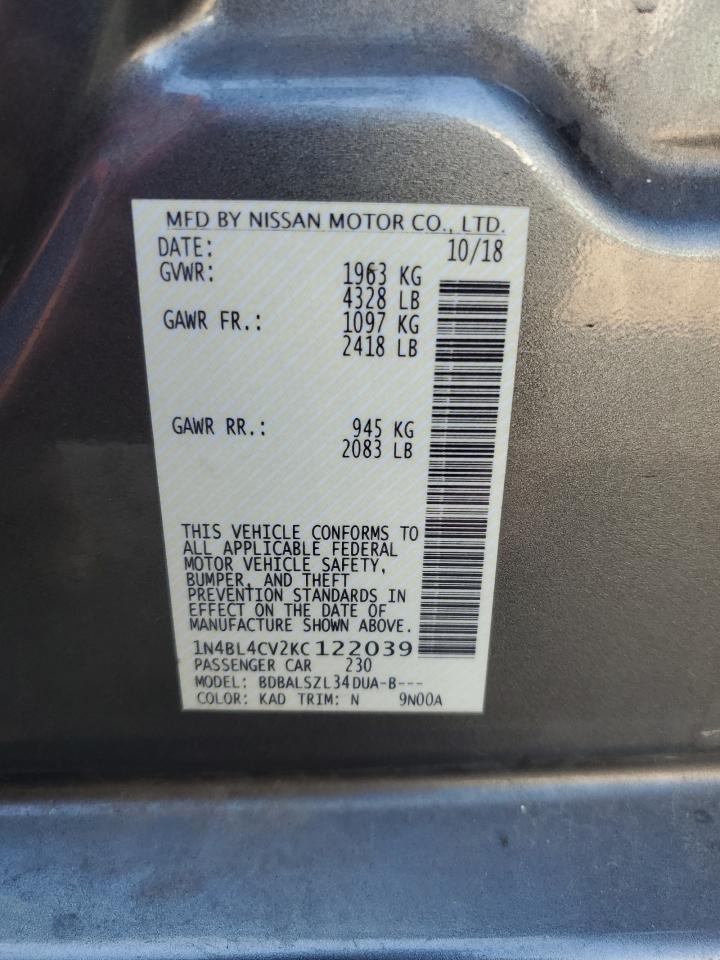 MFD BY NISSAN MOTOR CO., LTD.
DATE: 10/18
GVWR: 1963 KG
4328 LB
GAWR FR.: 1097 KG
2418 LB
GAWR RR.: 945 KG
2083 LB
THIS VEHICLE CONFORMS TO
ALL APPLICABLE FEDERAL
MOTOR VEHICLE SAFETY,
BUMPER, AND THEFT
PREVENTION STANDARDS IN
EFFECT ON THE DATE OF
MANUFACTURE SHOWN ABOVE.
1N4BL4CV2KC122039
PASSENGER CAR 230
MODEL: BDBALSZL34DUA-B---
COLOR: KAD TRIM: N 9N00A